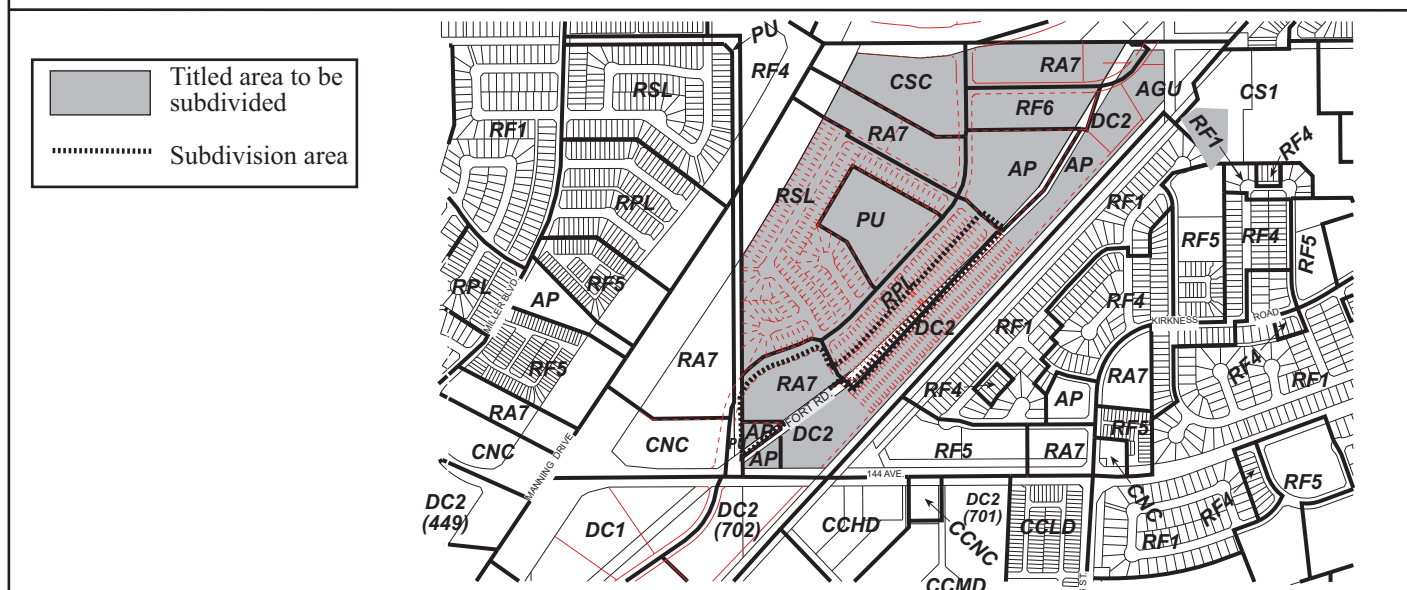 Titled area to be
subdivided
Subdivision area
PU
RF4
RSL
RF1
RPL
RPL
MILLER BLVD
AP
RF5
RF5
RA7
CNC
MANNING DRIVE
DC2
(449)
RA7
CNC
CSC
RA7
RA7
RF6
AGU
DC2
AP
AP
RSL
PU
RPL
DC2
RA7
FORT RD.
AP
AP
DC2
CS1
RF1
RF4
RF1
RF5
RF4
RF5
RF4
KIRKNESS
ROAD
RF1
RF4
RF4
RF1
RA7
AP
RF5
RF5
RA7
144 AVE
CNC
RF4
RF5
RF1
DC1
DC2
(702)
CCHD
CCNC
DC2
(701)
CCLD
CCMD
ST.